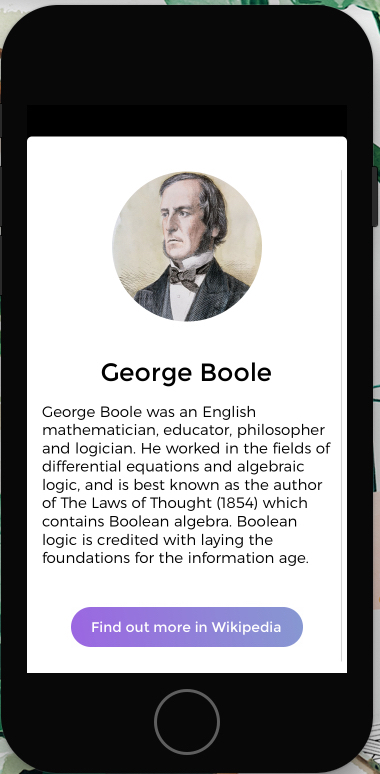 George Boole
George Boole was an English
mathematician, educator, philosopher
and logician. He worked in the fields of
differential equations and algebraic
logic, and is best known as the author
of The Laws of Thought (1854) which
contains Boolean algebra. Boolean
logic is credited with laying the
foundations for the information age.
Find out more in Wikipedia